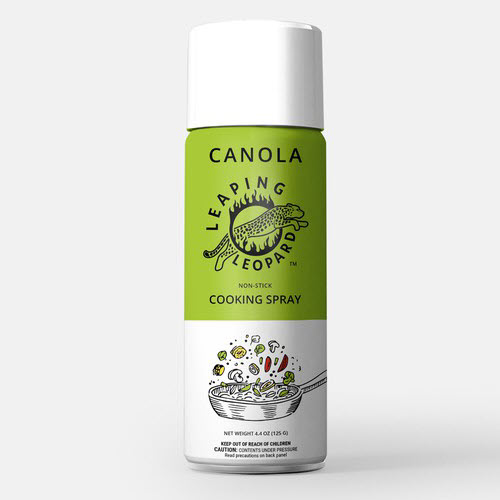 CANOLA
LEAPING
LEOPARD
™
NON-STICK
COOKING SPRAY
NET WEIGHT 4.4 OZ (125 G)
KEEP OUT OF REACH OF CHILDREN
CAUTION: CONTENTS UNDER PRESSURE
Read precautions on back panel